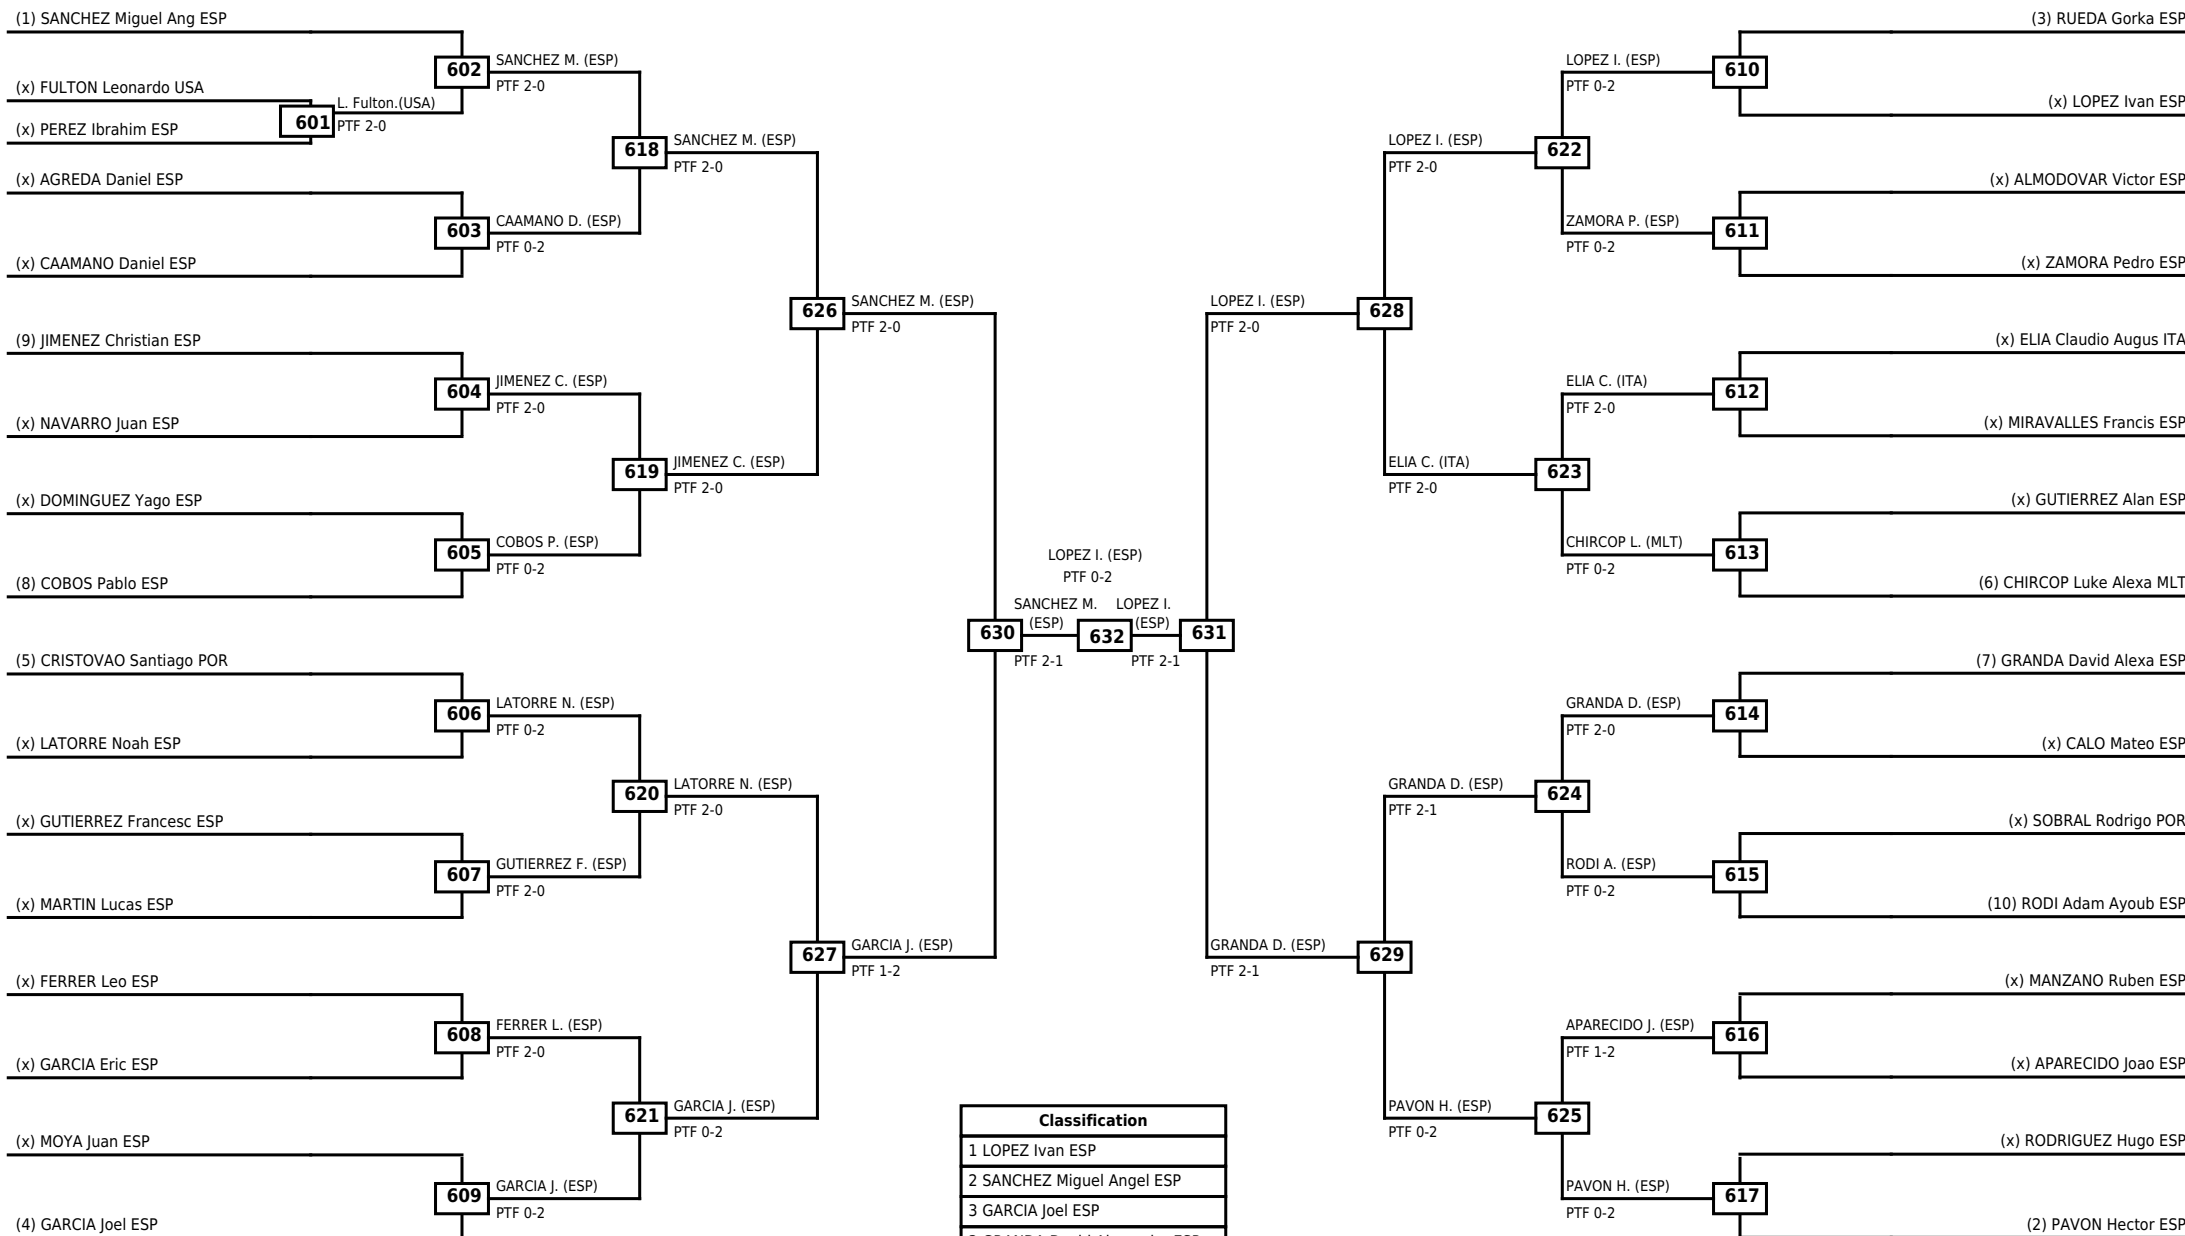 (1) SANCHEZ Miguel Ang ESP
(x) FULTON Leonardo USA
(x) PEREZ Ibrahim ESP
(x) AGREDA Daniel ESP
(x) CAAMANO Daniel ESP
(9) JIMENEZ Christian ESP
(x) NAVARRO Juan ESP
(x) DOMINGUEZ Yago ESP
(8) COBOS Pablo ESP
(5) CRISTOVAO Santiago POR
(x) LATORRE Noah ESP
(x) GUTIERREZ Francesc ESP
(x) MARTIN Lucas ESP
(x) FERRER Leo ESP
(x) GARCIA Eric ESP
(x) MOYA Juan ESP
(4) GARCIA Joel ESP
601
L. Fulton.(USA)
PTF 2-0
602
SANCHEZ M. (ESP)
PTF 2-0
603
CAAMANO D. (ESP)
PTF 0-2
604
JIMENEZ C. (ESP)
PTF 2-0
605
COBOS P. (ESP)
PTF 0-2
606
LATORRE N. (ESP)
PTF 0-2
607
GUTIERREZ F. (ESP)
PTF 2-0
608
FERRER L. (ESP)
PTF 2-0
609
GARCIA J. (ESP)
PTF 0-2
618
SANCHEZ M. (ESP)
PTF 2-0
619
JIMENEZ C. (ESP)
PTF 2-0
620
LATORRE N. (ESP)
PTF 2-0
621
GARCIA J. (ESP)
PTF 0-2
626
SANCHEZ M. (ESP)
PTF 2-0
627
GARCIA J. (ESP)
PTF 1-2
LOPEZ I. (ESP)
PTF 0-2
630
SANCHEZ M.
(ESP)
PTF 2-1
632
LOPEZ I.
(ESP)
PTF 2-1
631
LOPEZ I. (ESP)
PTF 2-0
628
GRANDA D. (ESP)
PTF 2-1
629
LOPEZ I. (ESP)
PTF 2-0
622
ELIA C. (ITA)
PTF 2-0
623
GRANDA D. (ESP)
PTF 2-1
624
PAVON H. (ESP)
PTF 0-2
625
LOPEZ I. (ESP)
PTF 0-2
610
ZAMORA P. (ESP)
PTF 0-2
611
ELIA C. (ITA)
PTF 2-0
612
CHIRCOP L. (MLT)
PTF 0-2
613
GRANDA D. (ESP)
PTF 2-0
614
RODI A. (ESP)
PTF 0-2
615
APARECIDO J. (ESP)
PTF 1-2
616
PAVON H. (ESP)
PTF 0-2
617
(3) RUEDA Gorka ESP
(x) LOPEZ Ivan ESP
(x) ALMODOVAR Victor ESP
(x) ZAMORA Pedro ESP
(x) ELIA Claudio Augus ITA
(x) MIRAVALLES Francis ESP
(x) GUTIERREZ Alan ESP
(6) CHIRCOP Luke Alexa MLT
(7) GRANDA David Alexa ESP
(x) CALO Mateo ESP
(x) SOBRAL Rodrigo POR
(10) RODI Adam Ayoub ESP
(x) MANZANO Ruben ESP
(x) APARECIDO Joao ESP
(x) RODRIGUEZ Hugo ESP
(2) PAVON Hector ESP
Classification
1 LOPEZ Ivan ESP
2 SANCHEZ Miguel Angel ESP
3 GARCIA Joel ESP